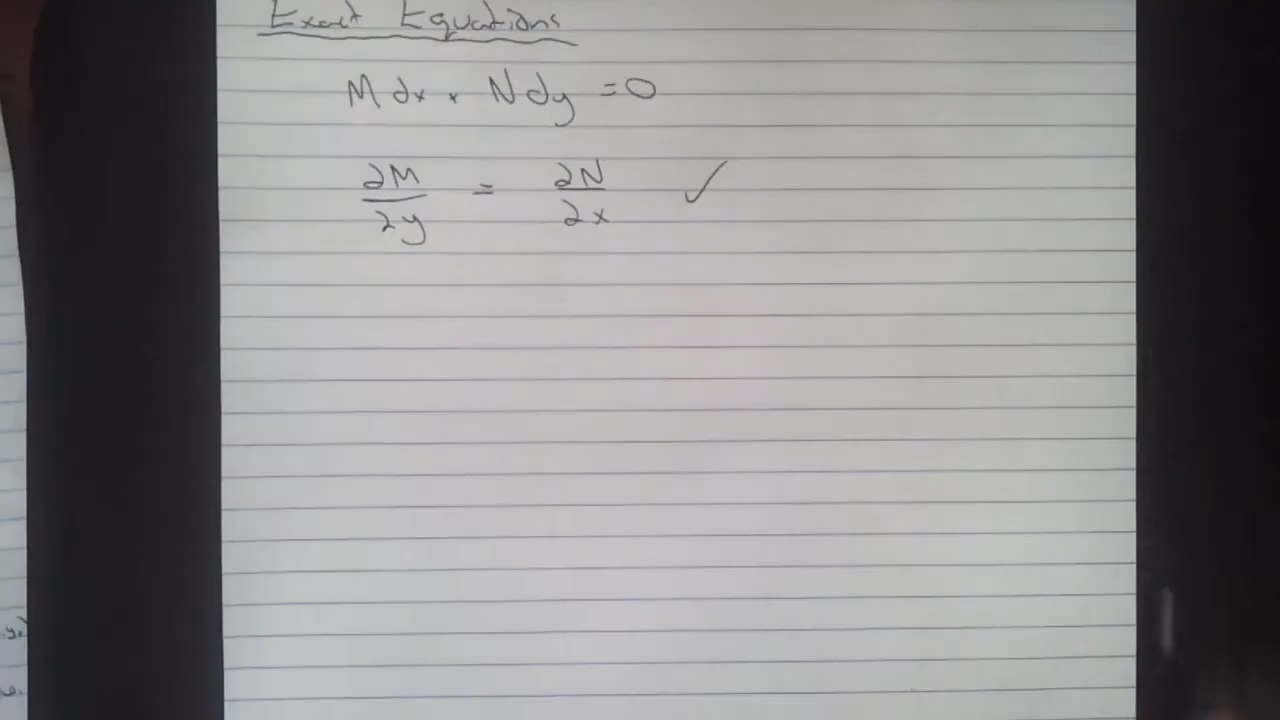 Exact Equations
M dx + N dy = 0
∂M/∂y = ∂N/∂x ✓